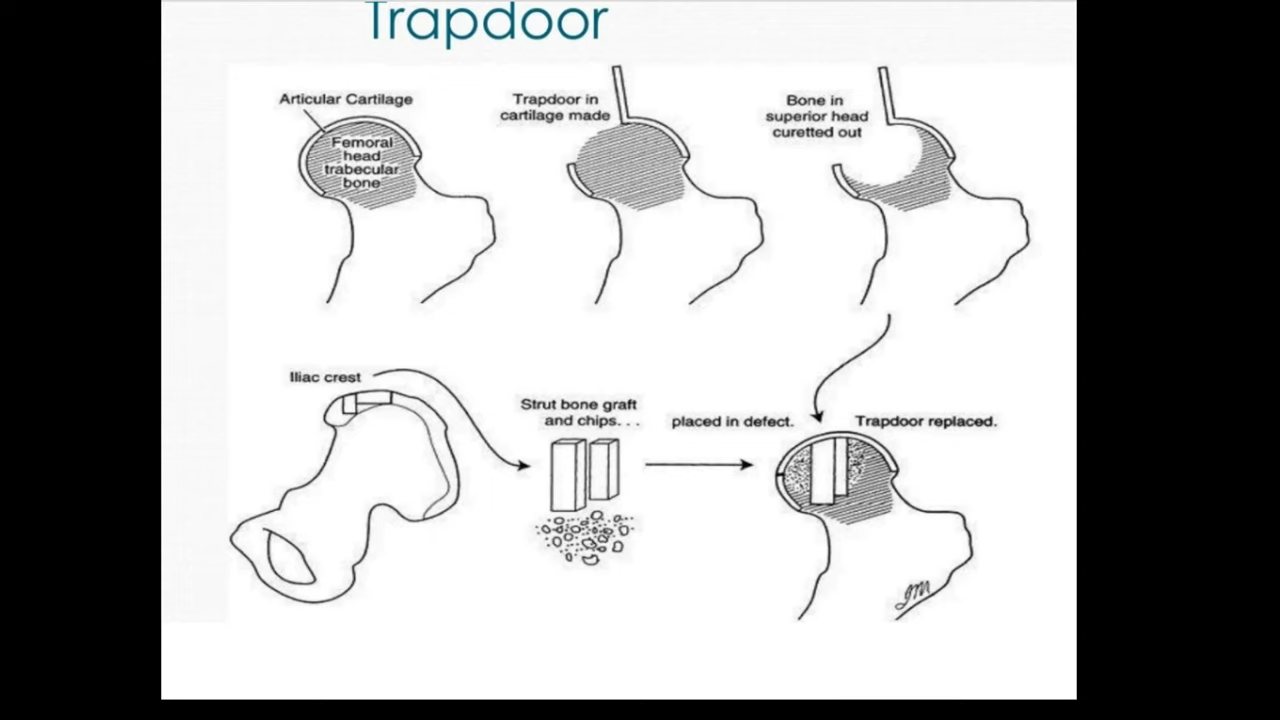 Trapdoor
Articular Cartilage
Femoral
head
trabecular
bone
Trapdoor in
cartilage made
Bone in
superior head
curetted out
Iliac crest
Strut bone graft
and chips. . .
placed in defect.
Trapdoor replaced.
JM